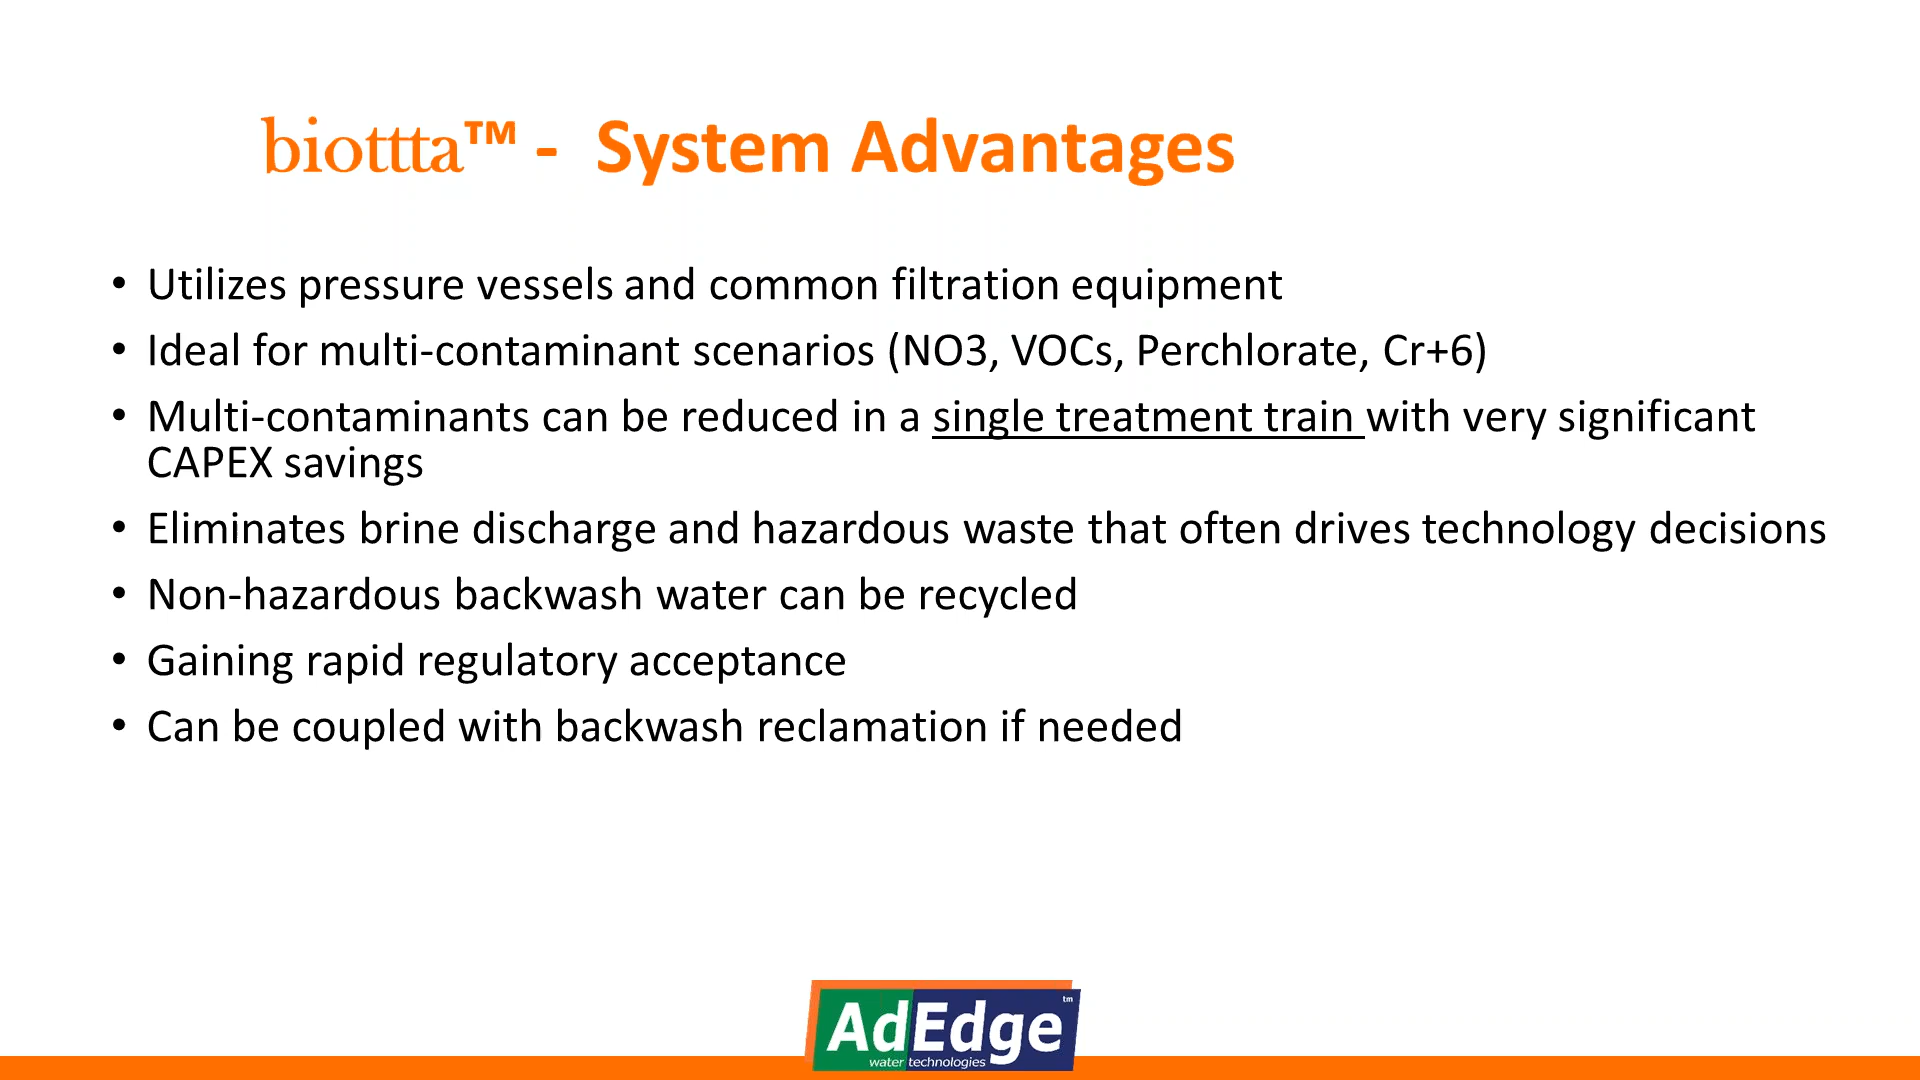 biottta™ - System Advantages
• Utilizes pressure vessels and common filtration equipment
• Ideal for multi-contaminant scenarios (NO3, VOCs, Perchlorate, Cr+6)
• Multi-contaminants can be reduced in a single treatment train with very significant
CAPEX savings
• Eliminates brine discharge and hazardous waste that often drives technology decisions
• Non-hazardous backwash water can be recycled
• Gaining rapid regulatory acceptance
• Can be coupled with backwash reclamation if needed
AdEdge tm
water technologies